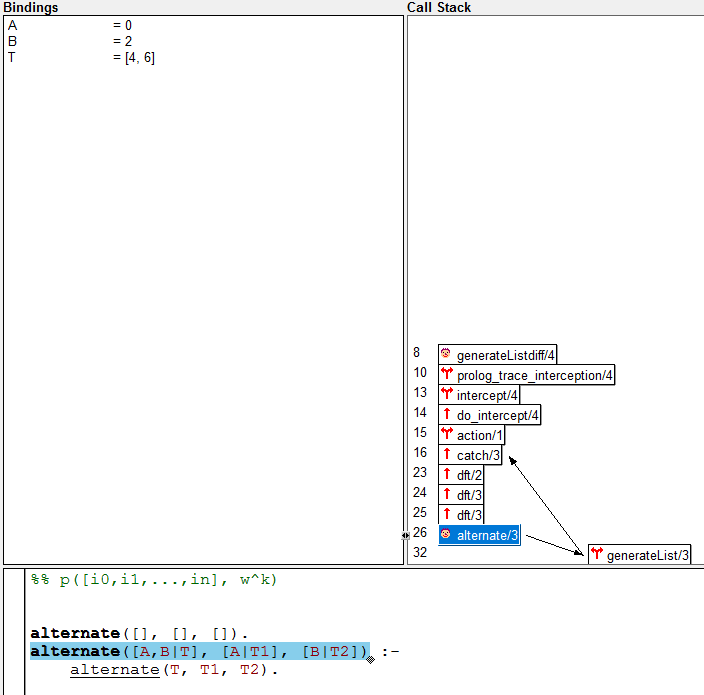 Bindings
Call Stack
A = 0
B = 2
T = [4, 6]
8 generateListdiff/4
10 prolog_trace_interception/4
13 intercept/4
14 do_intercept/4
15 action/1
16 catch/3
23 dft/2
24 dft/3
25 dft/3
26 alternate/3
32 generateList/3
%% p([i0,i1,...,in], w^k)
alternate([], [], []).
alternate([A,B|T], [A|T1], [B|T2]) :-
alternate(T, T1, T2).